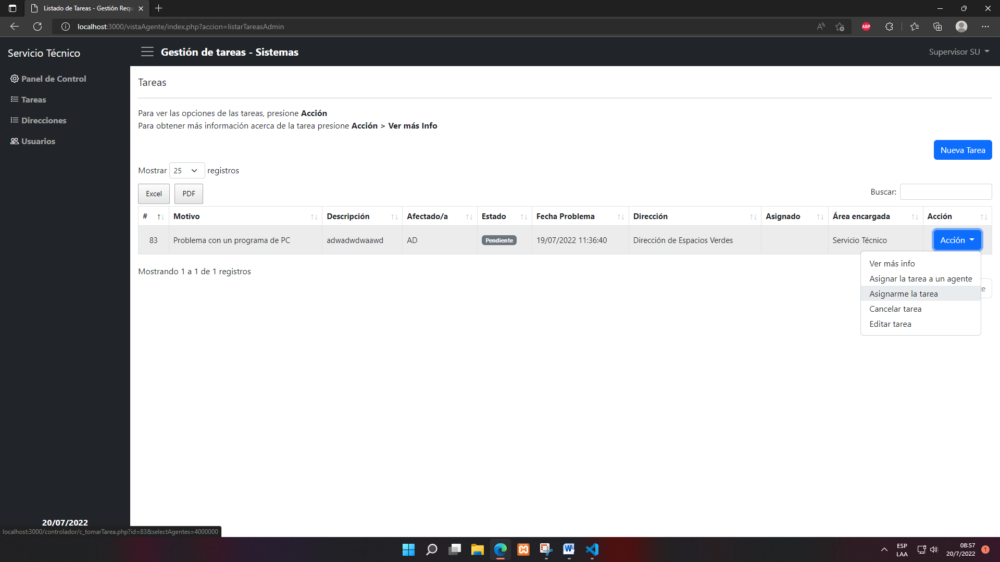 Listado de Tareas - Gestión Requ
localhost:3000/vistaAgente/index.php?accion=listarTareasAdmin
ABP
Servicio Técnico
Gestión de tareas - Sistemas
Supervisor SU
Panel de Control
Tareas
Direcciones
Usuarios
Tareas
Para ver las opciones de las tareas, presione Acción
Para obtener más información acerca de la tarea presione Acción > Ver más Info
Nueva Tarea
Mostrar 25 registros
Excel PDF
Buscar:
# Motivo Descripción Afectado/a Estado Fecha Problema Dirección Asignado Área encargada Acción
83 Problema con un programa de PC adwadwdwaawd AD Pendiente 19/07/2022 11:36:40 Dirección de Espacios Verdes Servicio Técnico Acción
Ver más info
Asignar la tarea a un agente
Asignarme la tarea
Cancelar tarea
Editar tarea
Mostrando 1 a 1 de 1 registros
e
20/07/2022
localhost:3000/controlador/c_tomarTarea.php?id=83&selectAgentes=4000000
ESP
LAA
08:57
20/7/2022
1